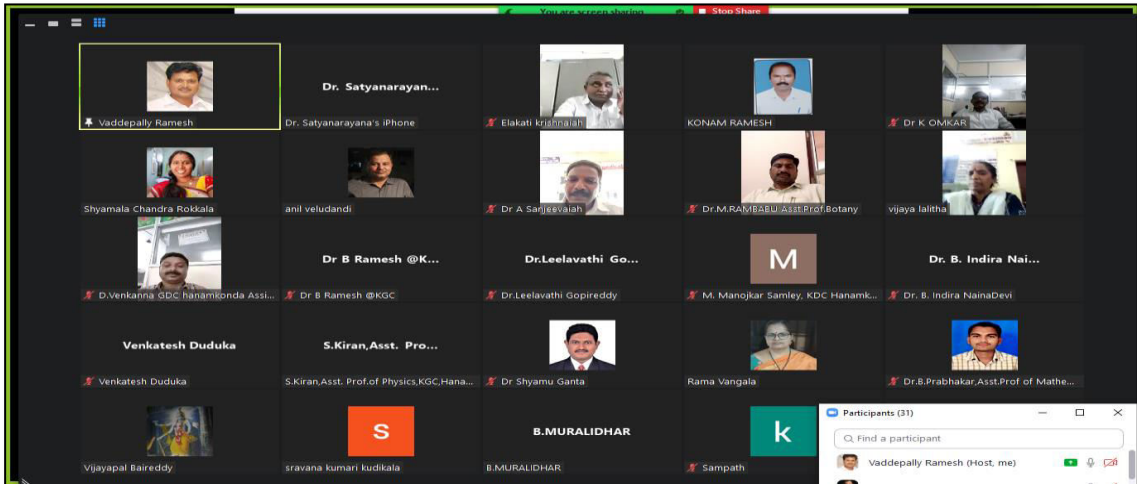 You are screen sharing
Stop Share
Vaddepally Ramesh
Dr. Satyanarayan...
Dr. Satyanarayana's iPhone
Elakati krishnaiah
KONAM RAMESH
Dr K OMKAR
Shyamala Chandra Rokkala
anil veludandi
Dr A Sanjeevaiah
Dr.M.RAMBABU Asst.Prof.Botany
vijaya lalitha
D.Venkanna GDC hanamkonda Assi...
Dr B Ramesh @K...
Dr B Ramesh @KGC
Dr.Leelavathi Go...
Dr.Leelavathi Gopireddy
M
M. Manojkar Samley, KDC Hanamk...
Dr. B. Indira Nai...
Dr. B. Indira NainaDevi
Venkatesh Duduka
Venkatesh Duduka
S.Kiran,Asst. Pro...
S.Kiran,Asst. Prof.of Physics,KGC,Hana...
Dr Shyamu Ganta
Rama Vangala
Dr.B.Prabhakar,Asst.Prof of Mathe...
Vijayapal Baireddy
s
sravana kumari kudikala
B.MURALIDHAR
B.MURALIDHAR
k
Sampath
Participants (31)
Find a participant
Vaddepally Ramesh (Host, me)